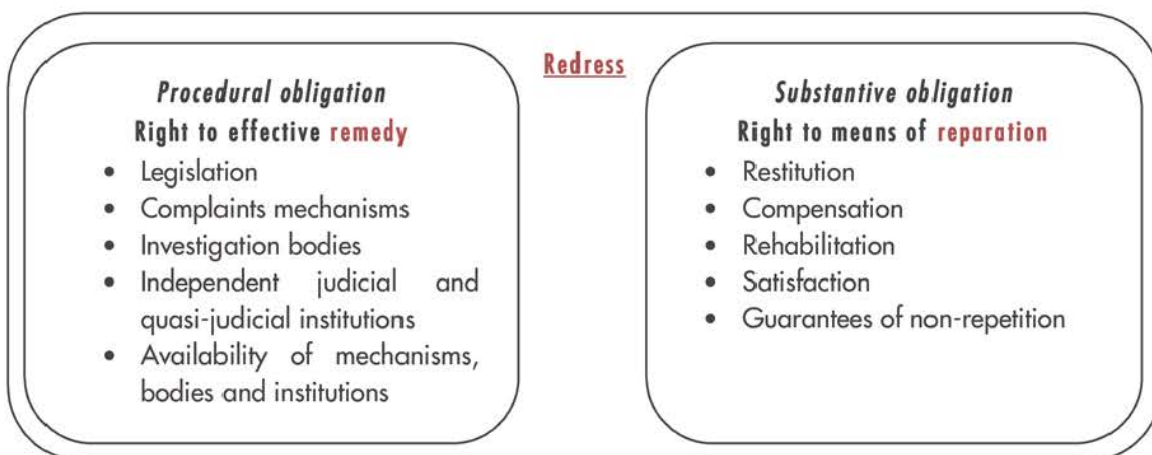 Redress
Procedural obligation
Right to effective remedy
• Legislation
• Complaints mechanisms
• Investigation bodies
• Independent judicial and
quasi-judicial institutions
• Availability of mechanisms,
bodies and institutions
Substantive obligation
Right to means of reparation
• Restitution
• Compensation
• Rehabilitation
• Satisfaction
• Guarantees of non-repetition